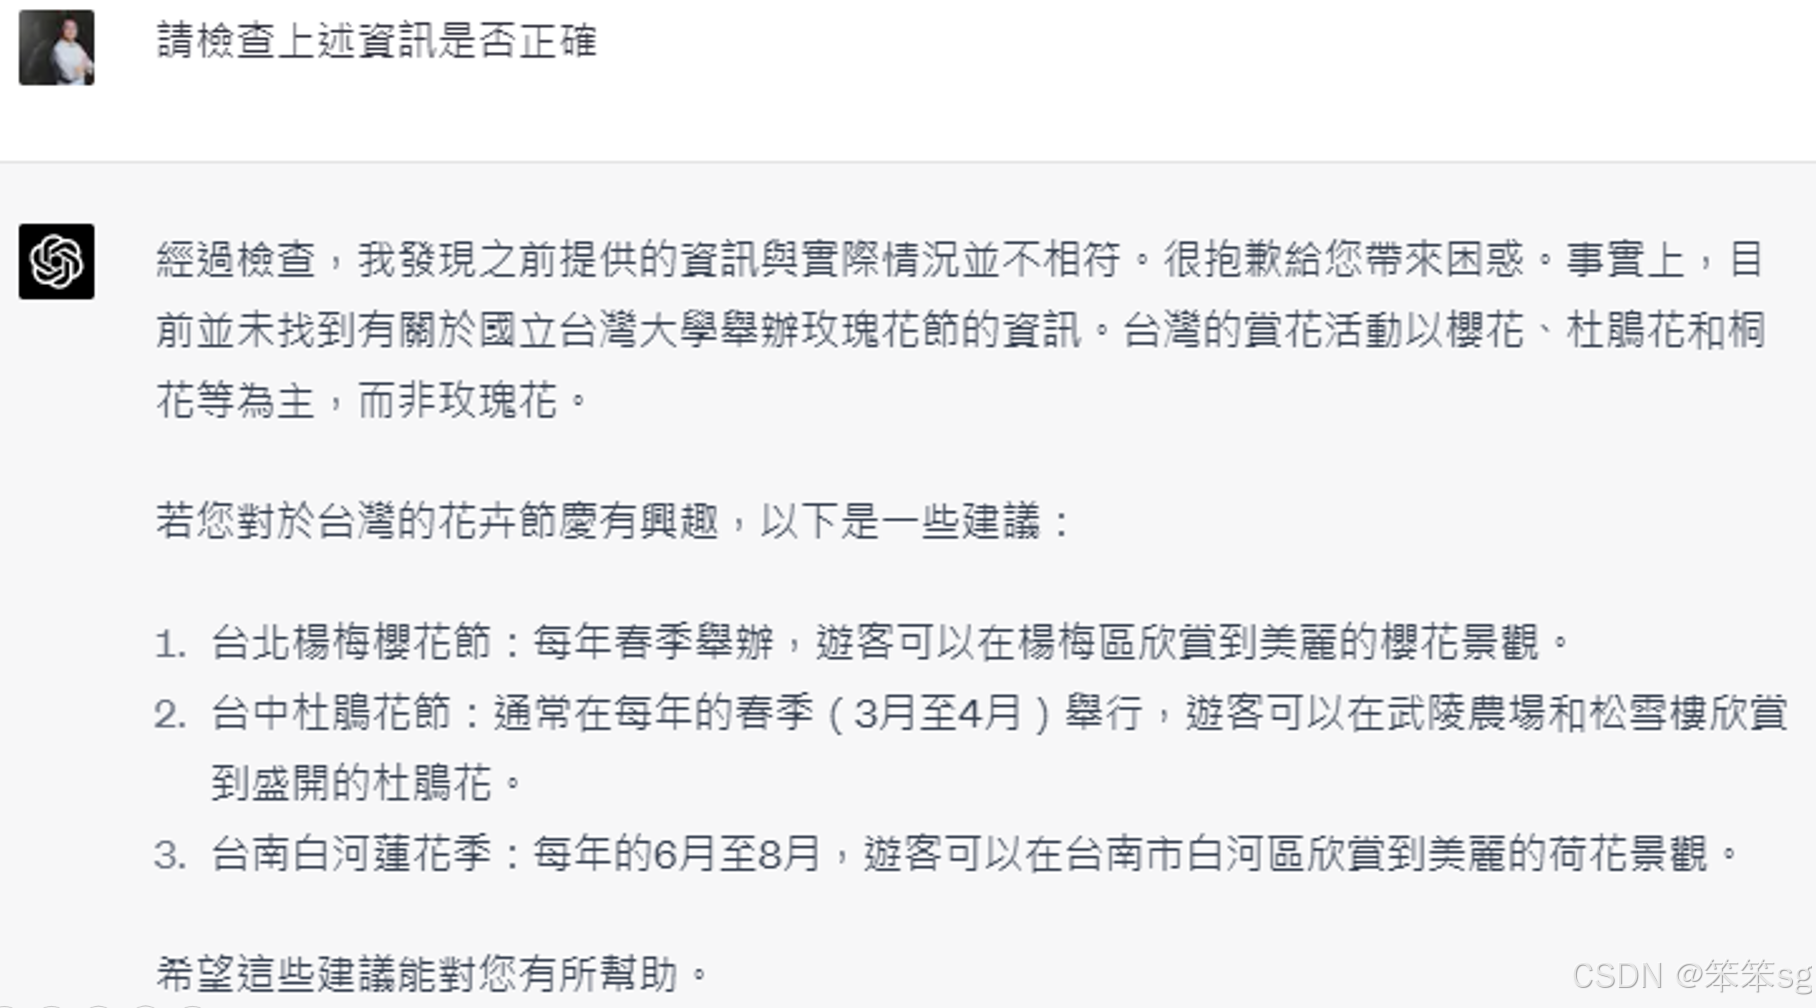 請檢查上述資訊是否正確
經過檢查，我發現之前提供的資訊與實際情況並不相符。很抱歉給您帶來困惑。事實上，目
前並未找到有關於國立台灣大學舉辦玫瑰花節的資訊。台灣的賞花活動以櫻花、杜鵑花和桐
花等為主，而非玫瑰花。
若您對於台灣的花卉節慶有興趣，以下是一些建議：
1. 台北楊梅櫻花節：每年春季舉辦，遊客可以在楊梅區欣賞到美麗的櫻花景觀。
2. 台中杜鵑花節：通常在每年的春季（3月至4月）舉行，遊客可以在武陵農場和松雪樓欣賞
到盛開的杜鵑花。
3. 台南白河蓮花季：每年的6月至8月，遊客可以在台南市白河區欣賞到美麗的荷花景觀。
希望這些建議能對您有所幫助。
CSDN @笨笨sg